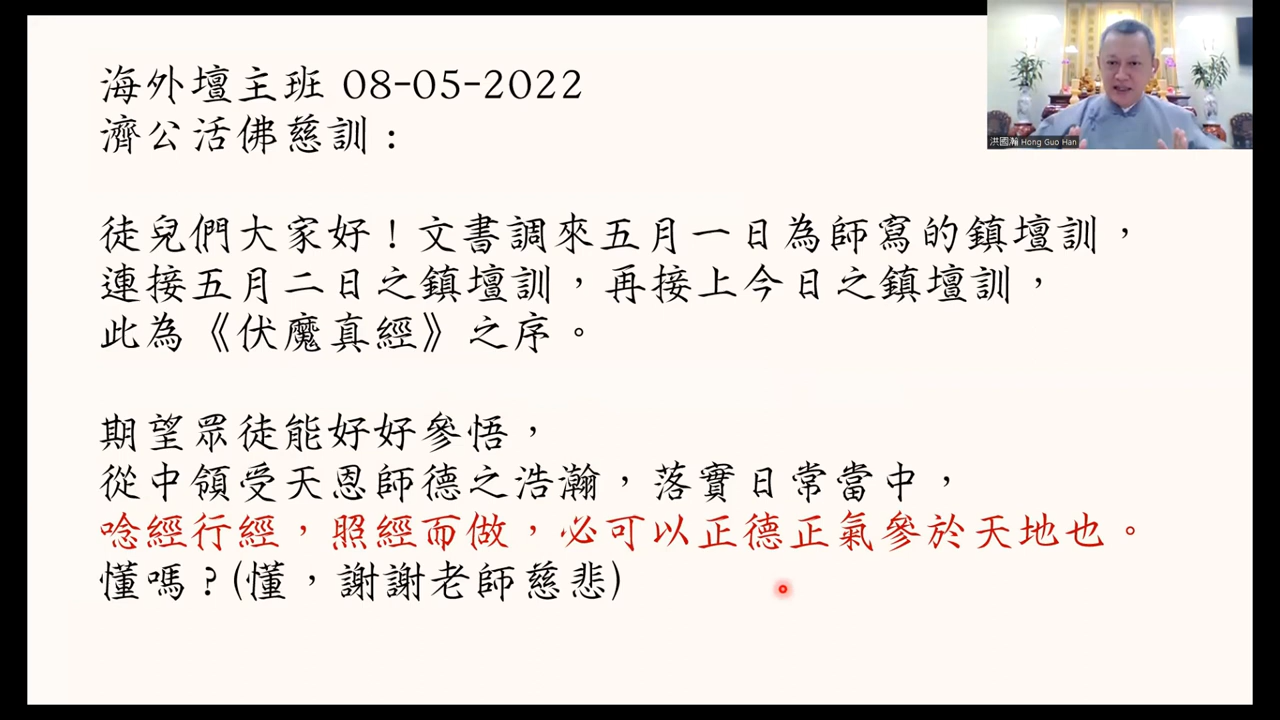 海外壇主班 08-05-2022
濟公活佛慈訓：
徒兒們大家好！文書調來五月一日為師寫的鎮壇訓，
連接五月二日之鎮壇訓，再接上今日之鎮壇訓，
此為《伏魔真經》之序。
期望眾徒能好好參悟，
從中領受天恩師德之浩瀚，落實日常當中，
唸經行經，照經而做，必可以正德正氣參於天地也。
懂嗎？(懂，謝謝老師慈悲)
洪國瀚 Hong Guo Han